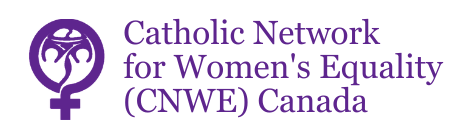 Catholic Network
for Women's Equality
(CNWE) Canada